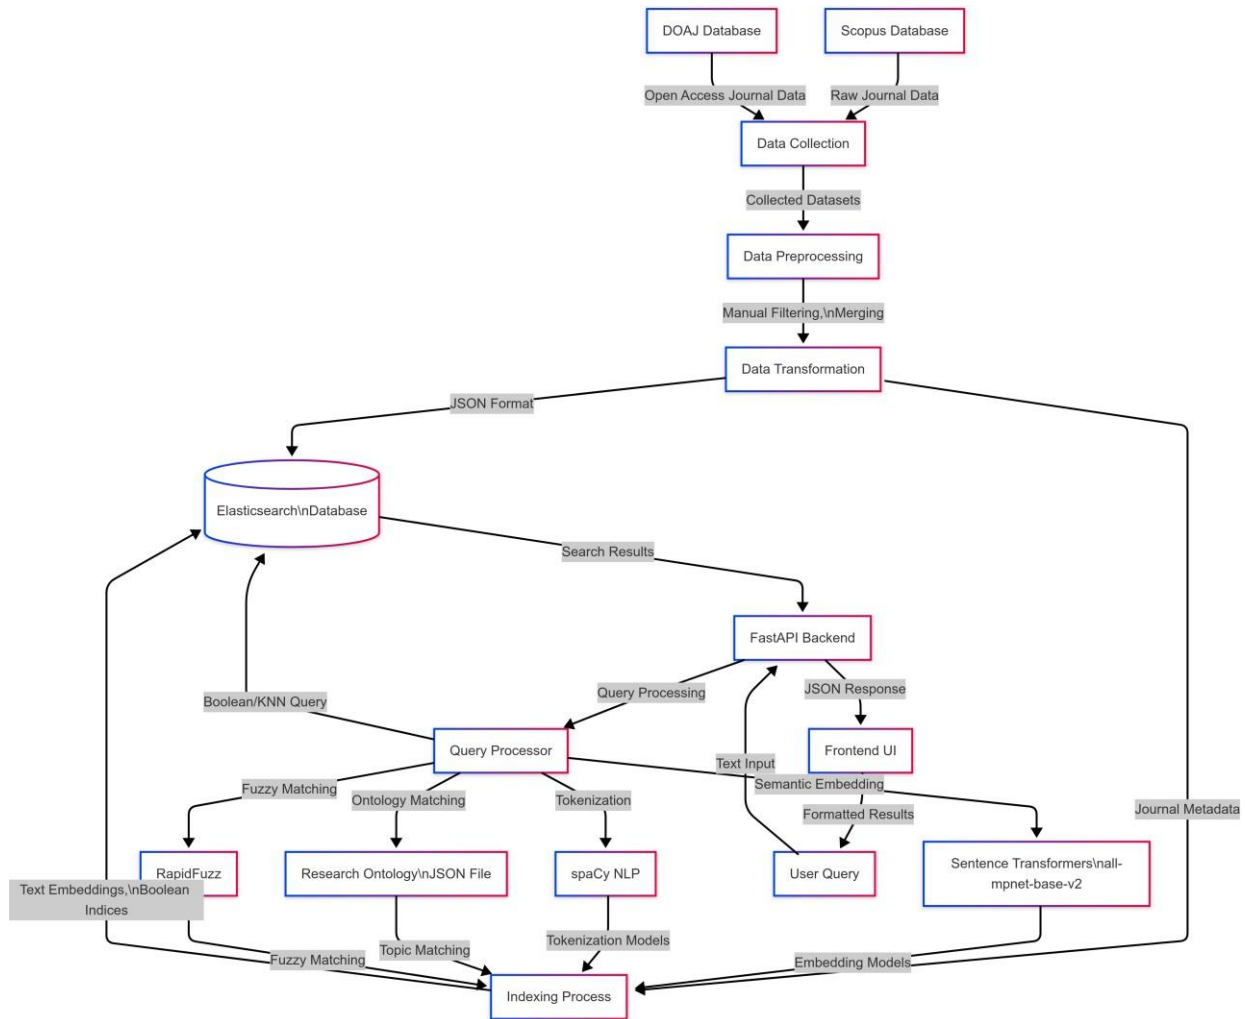 DOAJ Database
Scopus Database
Open Access Journal Data
Raw Journal Data
Data Collection
Collected Datasets
Data Preprocessing
Manual Filtering,\nMerging
Data Transformation
JSON Format
Elasticsearch\nDatabase
Search Results
FastAPI Backend
Query Processing
JSON Response
Boolean/KNN Query
Query Processor
Frontend UI
Text Input
Fuzzy Matching
Ontology Matching
Tokenization
Semantic Embedding
Formatted Results
Journal Metadata
RapidFuzz
Research Ontology\nJSON File
spaCy NLP
User Query
Sentence Transformers\nall-
mpnet-base-v2
Text Embeddings,\nBoolean
Indices
Fuzzy Matching
Topic Matching
Tokenization Models
Embedding Models
Indexing Process